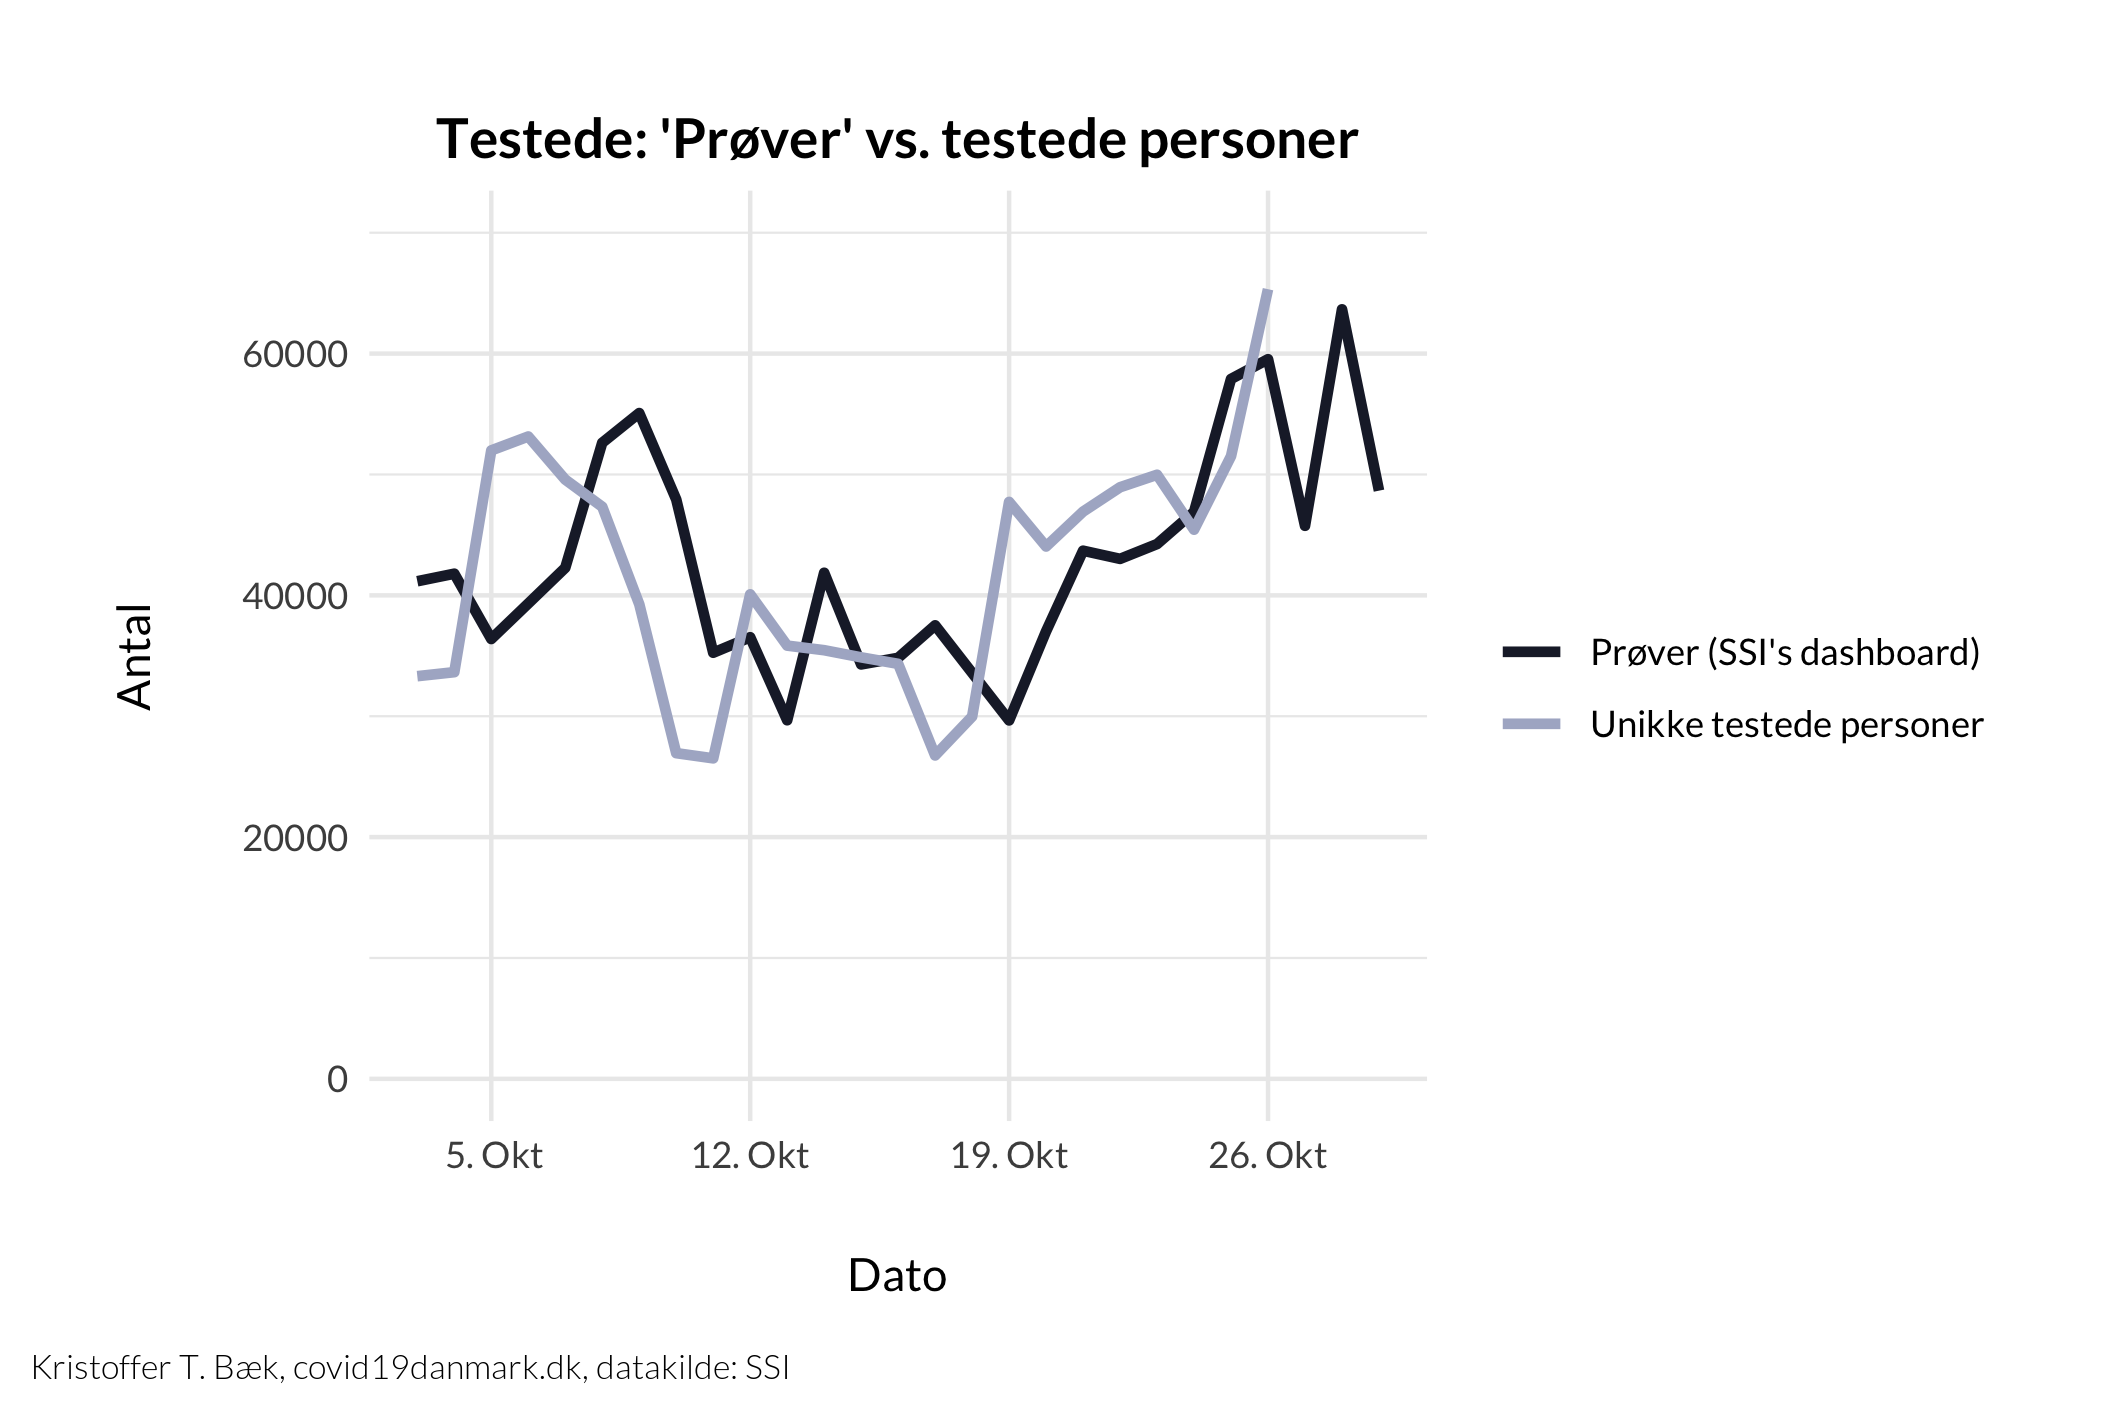 Testede: 'Prøver' vs. testede personer
Antal
60000
40000
20000
0
5. Okt
12. Okt
19. Okt
26. Okt
Dato
Prøver (SSI's dashboard)
Unikke testede personer
Kristoffer T. Bæk, covid19danmark.dk, datakilde: SSI